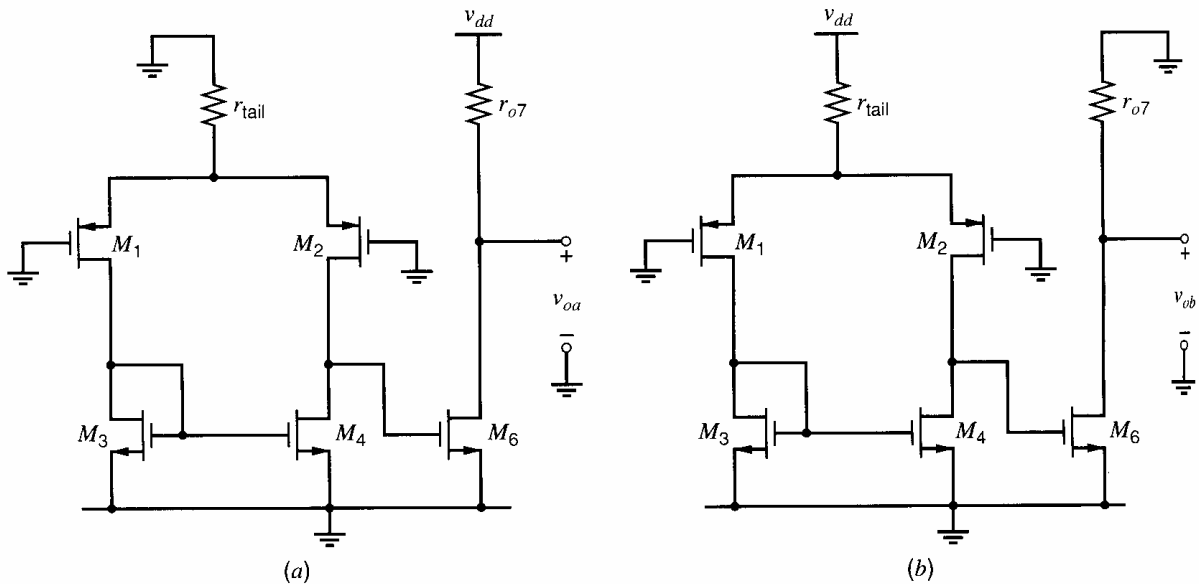 v_dd
r_tail
r_o7
M_1
M_2
+
v_oa
−
M_3
M_4
M_6
(a)
v_dd
r_tail
r_o7
M_1
M_2
+
v_ob
−
M_3
M_4
M_6
(b)